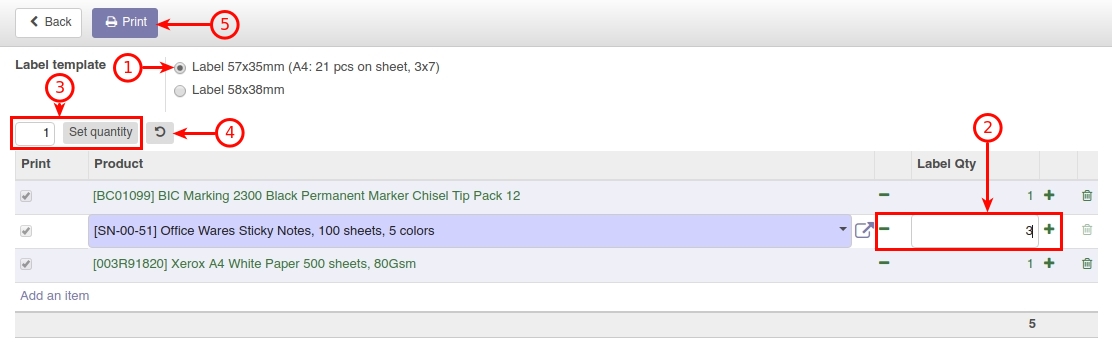 Back Print 5
Label template 1 Label 57x35mm (A4: 21 pcs on sheet, 3x7)
3 Label 58x38mm
1 Set quantity 4 2
Print Product Label Qty
[BC01099] BIC Marking 2300 Black Permanent Marker Chisel Tip Pack 12 1
[SN-00-51] Office Wares Sticky Notes, 100 sheets, 5 colors 3
[003R91820] Xerox A4 White Paper 500 sheets, 80Gsm 1
Add an item
5